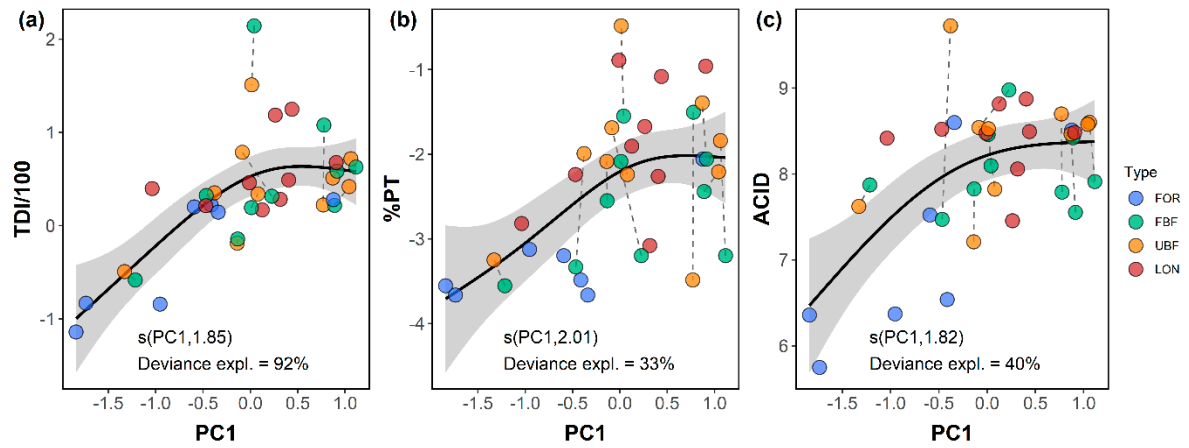 (a)
TDI/100
2
1
0
-1
s(PC1,1.85)
Deviance expl. = 92%
-1.5 -1.0 -0.5 0.0 0.5 1.0
PC1
(b)
%PT
-1
-2
-3
-4
s(PC1,2.01)
Deviance expl. = 33%
-1.5 -1.0 -0.5 0.0 0.5 1.0
PC1
(c)
ACID
9
8
7
6
s(PC1,1.82)
Deviance expl. = 40%
-1.5 -1.0 -0.5 0.0 0.5 1.0
PC1
Type
FOR
FBF
UBF
LON